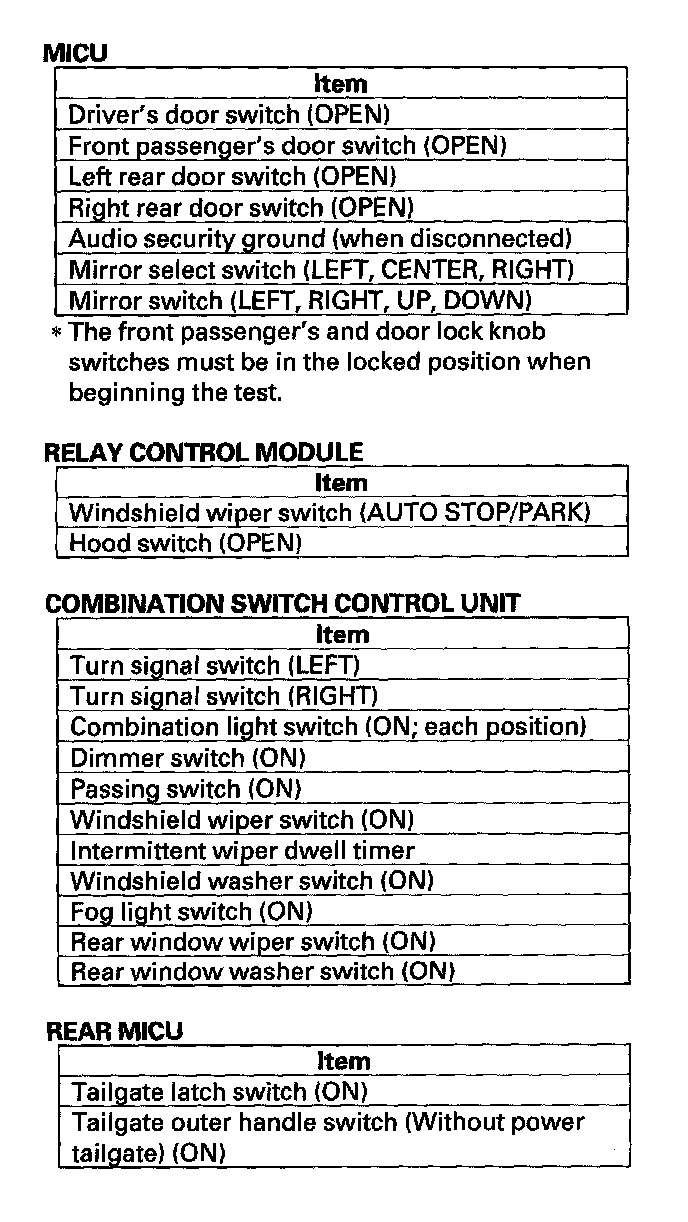 MICU
Item
Driver's door switch (OPEN)
Front passenger's door switch (OPEN)
Left rear door switch (OPEN)
Right rear door switch (OPEN)
Audio security ground (when disconnected)
Mirror select switch (LEFT, CENTER, RIGHT)
Mirror switch (LEFT, RIGHT, UP, DOWN)
* The front passenger's and door lock knob
switches must be in the locked position when
beginning the test.
RELAY CONTROL MODULE
Item
Windshield wiper switch (AUTO STOP/PARK)
Hood switch (OPEN)
COMBINATION SWITCH CONTROL UNIT
Item
Turn signal switch (LEFT)
Turn signal switch (RIGHT)
Combination light switch (ON; each position)
Dimmer switch (ON)
Passing switch (ON)
Windshield wiper switch (ON)
Intermittent wiper dwell timer
Windshield washer switch (ON)
Fog light switch (ON)
Rear window wiper switch (ON)
Rear window washer switch (ON)
REAR MICU
Item
Tailgate latch switch (ON)
Tailgate outer handle switch (Without power
tailgate) (ON)